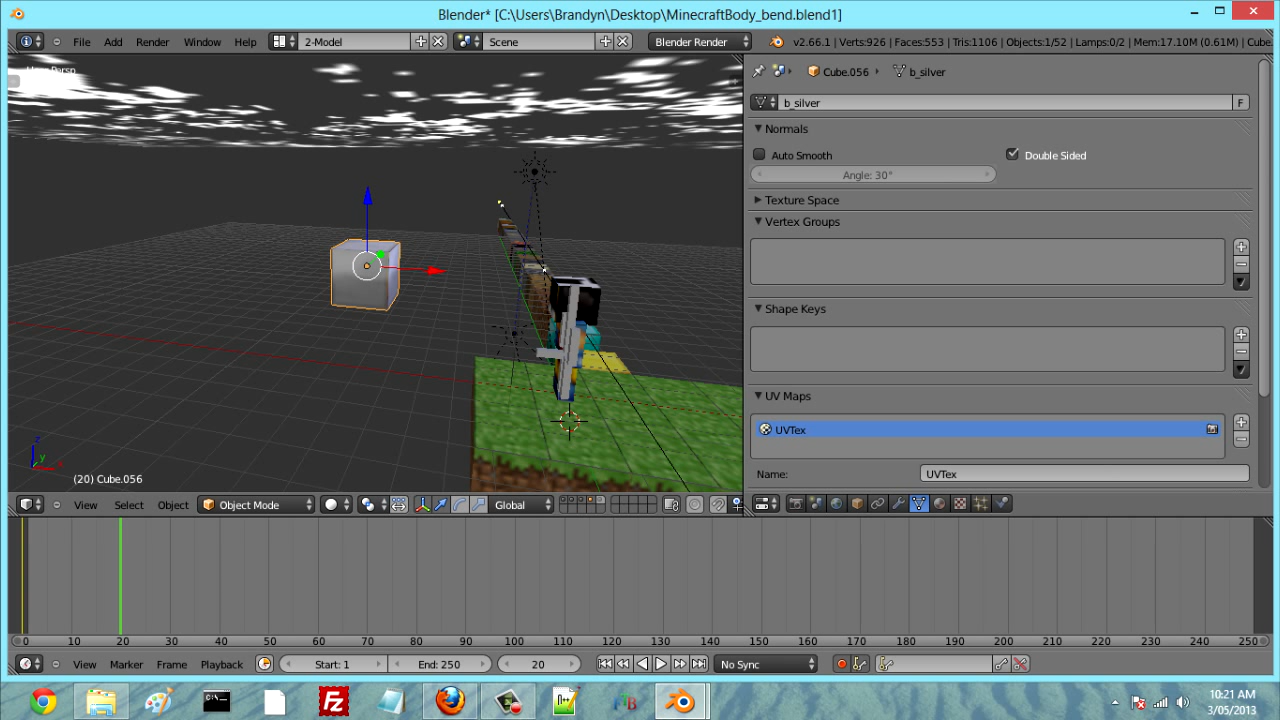 Blender* [C:\Users\Brandyn\Desktop\MinecraftBody_bend.blend1]
File Add Render Window Help 2-Model Scene Blender Render v2.66.1 | Verts:926 | Faces:553 | Tris:1106 | Objects:1/52 | Lamps:0/2 | Mem:17.10M (0.61M) | Cube.
Persp
Cube.056 b_silver
b_silver F
Normals
Auto Smooth Double Sided
Angle: 30°
Texture Space
Vertex Groups
Shape Keys
UV Maps
UVTex
Name: UVTex
z
y
x
(20) Cube.056
View Select Object Object Mode Global
0 10 20 30 40 50 60 70 80 90 100 110 120 130 140 150 160 170 180 190 200 210 220 230 240 250
View Marker Frame Playback Start: 1 End: 250 20 No Sync
10:21 AM
3/05/2013